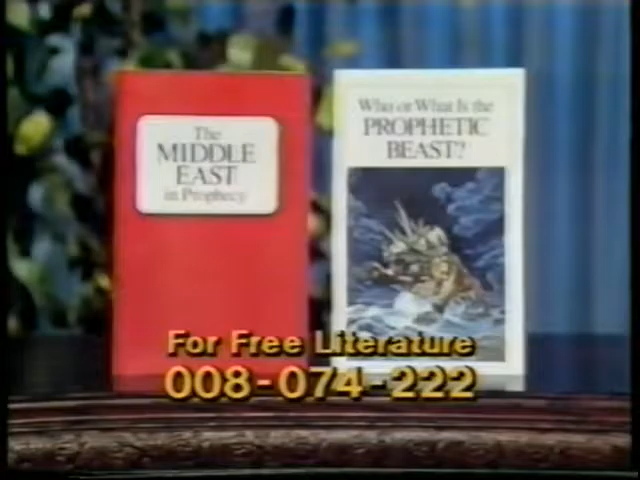 The
MIDDLE
EAST
in Prophecy
Who or What Is the
PROPHETIC
BEAST?
For Free Literature
008-074-222